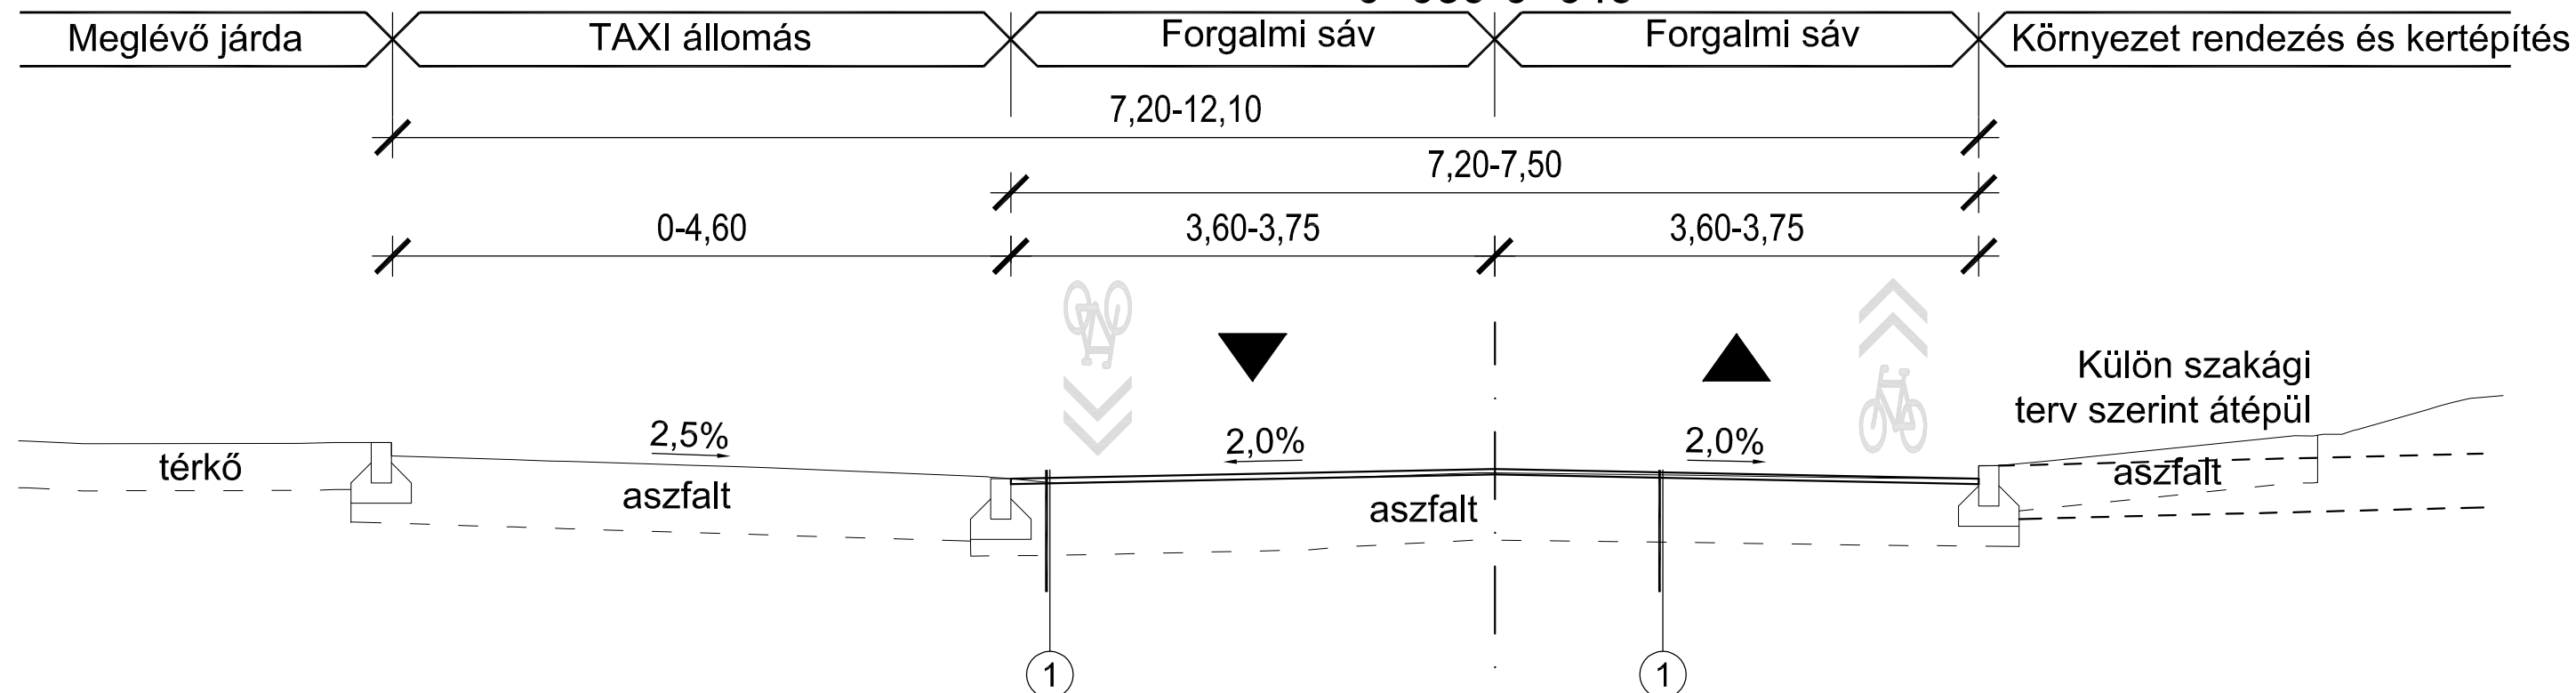 Meglévő járda TAXI állomás Forgalmi sáv Forgalmi sáv Környezet rendezés és kertépítés
7,20-12,10
7,20-7,50
0-4,60 3,60-3,75 3,60-3,75
Külön szakági
terv szerint átépül
2,5% 2,0% 2,0%
térkő aszfalt aszfalt aszfalt
1 1